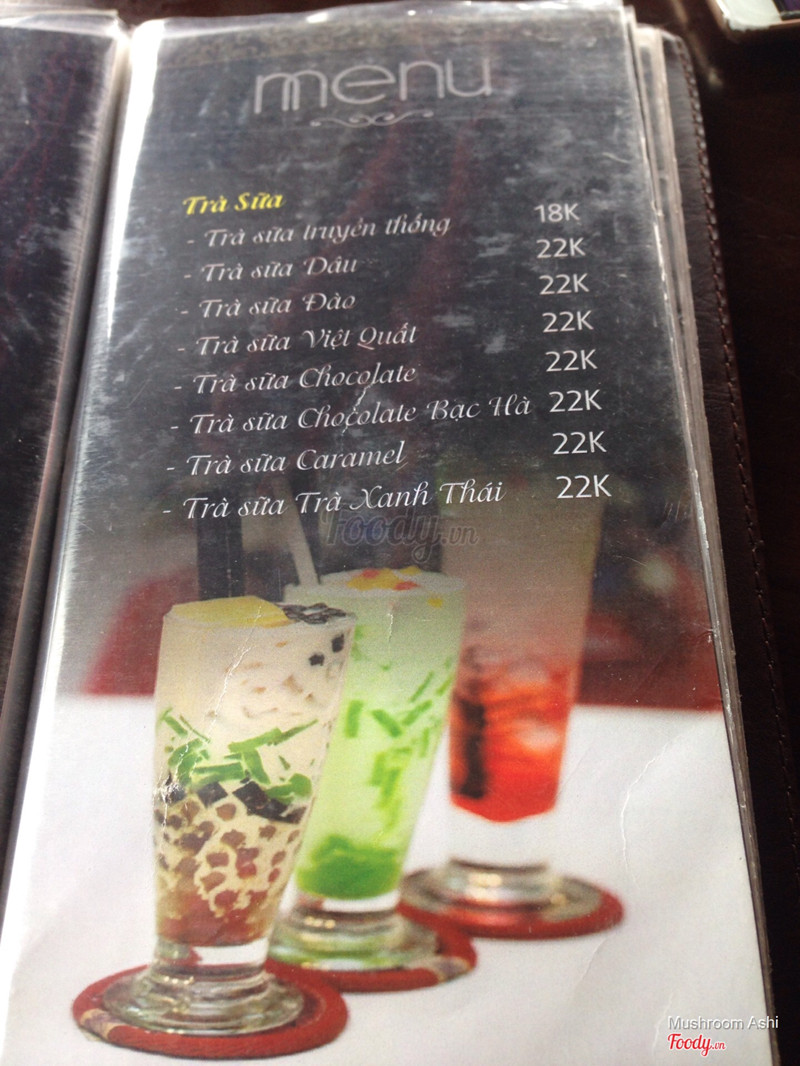 menu
Trà Sữa
- Trà sữa truyền thống 18K
- Trà sữa Dâu 22K
- Trà sữa Đào 22K
- Trà sữa Việt Quất 22K
- Trà sữa Chocolate 22K
- Trà sữa Chocolate Bạc Hà 22K
- Trà sữa Caramel 22K
- Trà sữa Trà Xanh Thái 22K
Foody.vn
Mushroom Ashi
Foody.vn